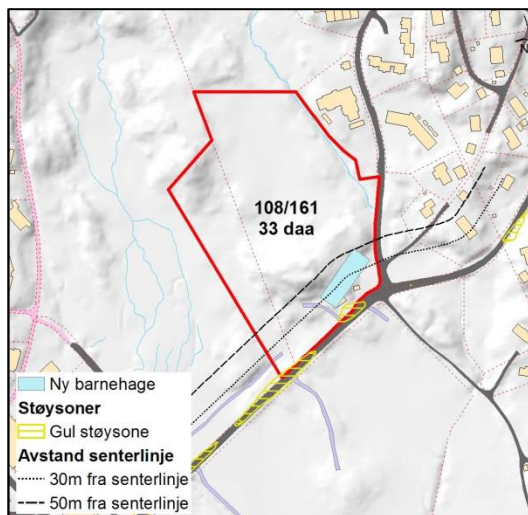 108/161
33 daa
Ny barnehage
Støysoner
Gul støysone
Avstand senterlinje
30m fra senterlinje
50m fra senterlinje